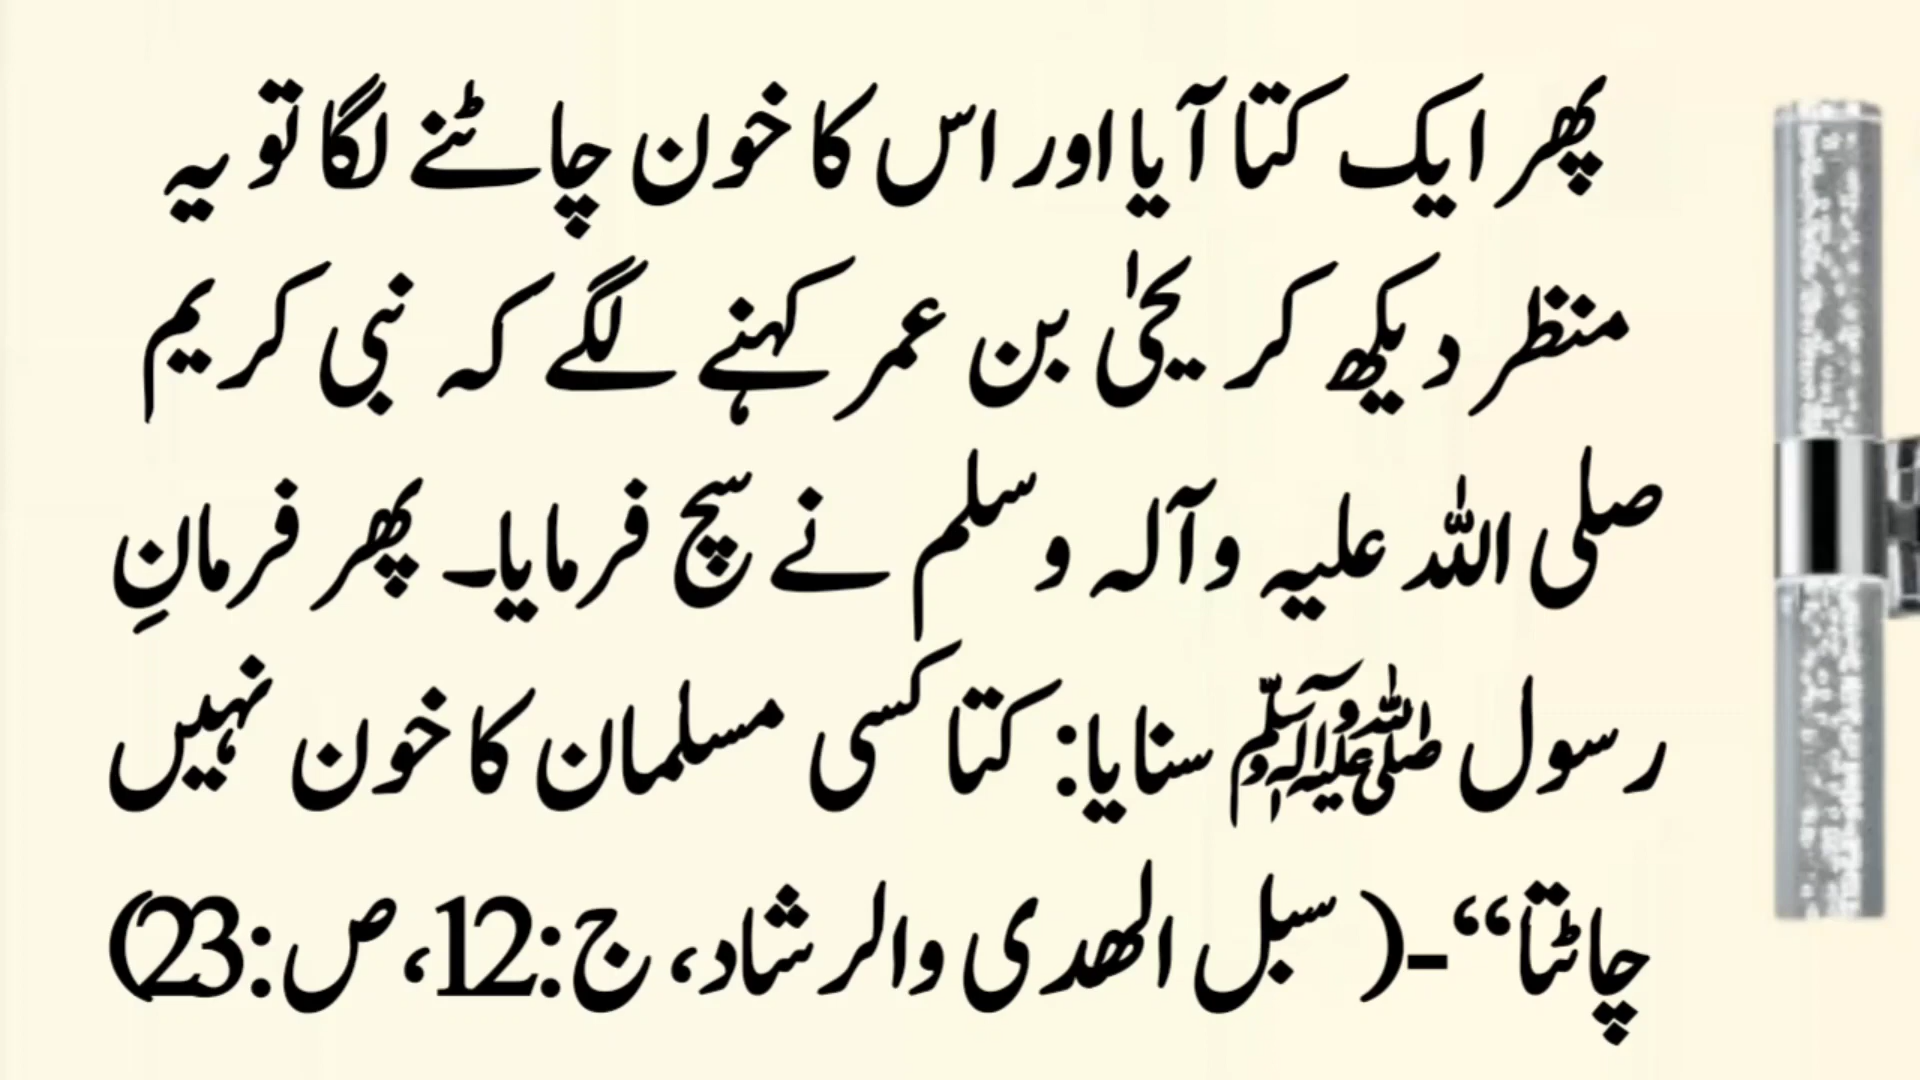 پھر ایک کتا آیا اور اس کا خون چاٹنے لگا تو یہ
منظر دیکھ کر یحیٰی بن عمر کہنے لگے کہ نبی کریم
صلی اللہ علیہ وآلہ وسلم نے سچ فرمایا۔ پھر فرمانِ
رسول ﷺ سنایا: کتا کسی مسلمان کا خون نہیں
چاٹتا“-(سبل الھدی والرشاد، ج:12، ص:23)